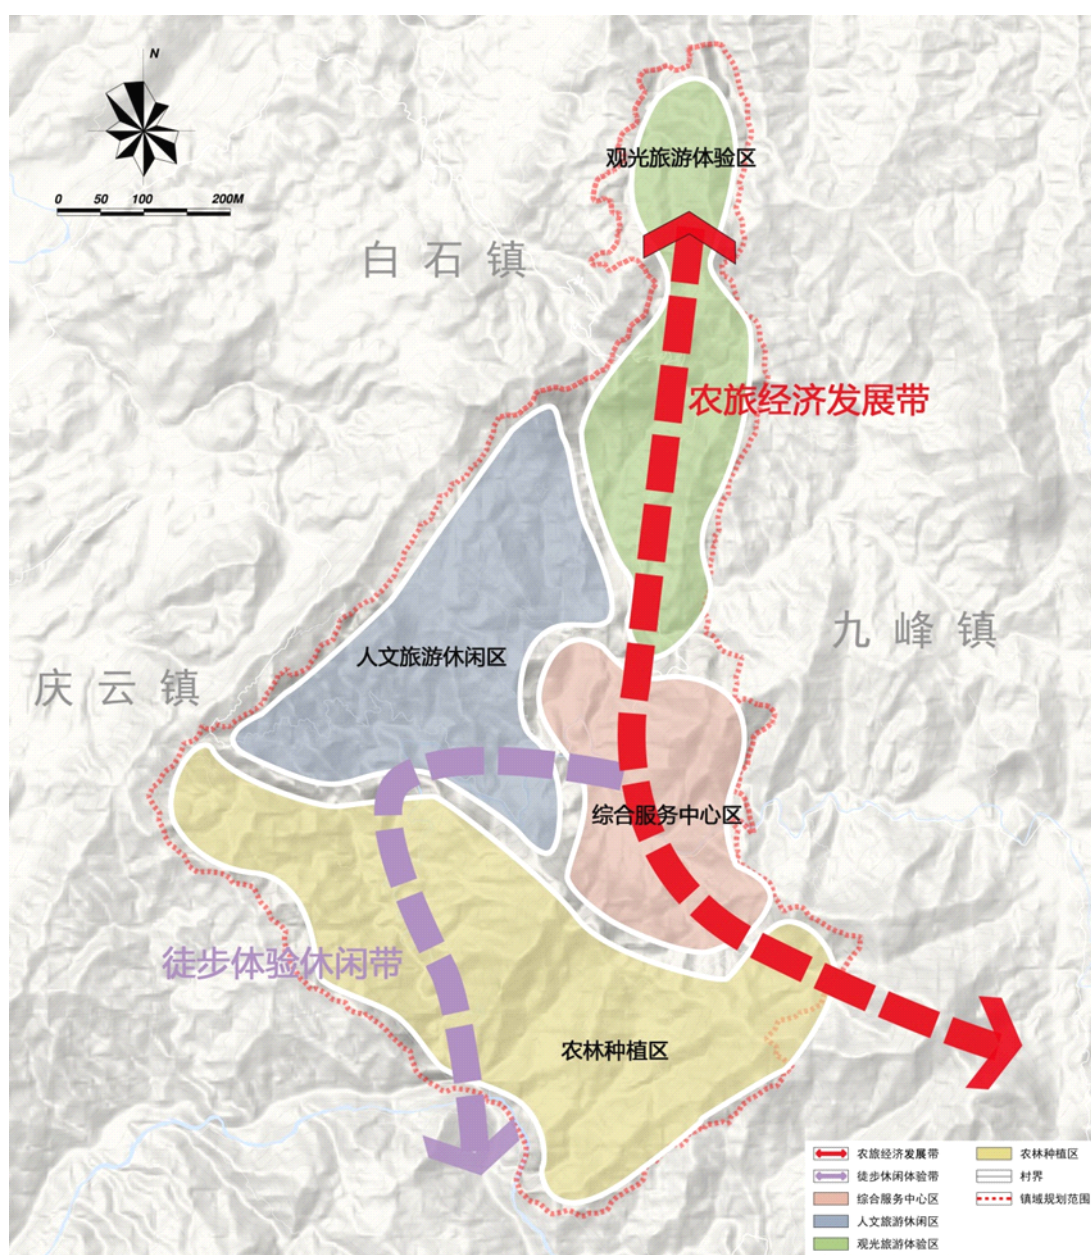 N
0 50 100 200M
观光旅游体验区
白石镇
农旅经济发展带
九峰镇
人文旅游休闲区
庆云镇
综合服务中心区
徒步体验休闲带
农林种植区
农旅经济发展带 农林种植区
徒步休闲体验带 村界
综合服务中心区 镇域规划范围
人文旅游休闲区
观光旅游体验区